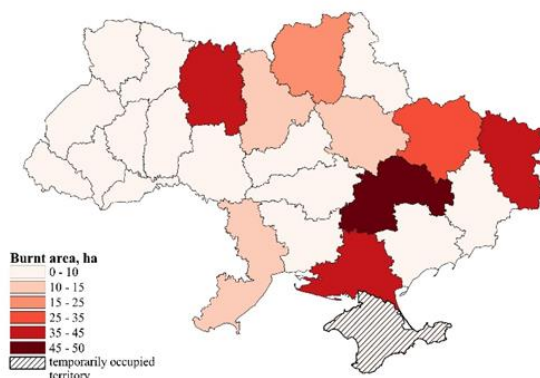 Burnt area, ha
0 - 10
10 - 15
15 - 25
25 - 35
35 - 45
45 - 50
temporarily occupied
territory